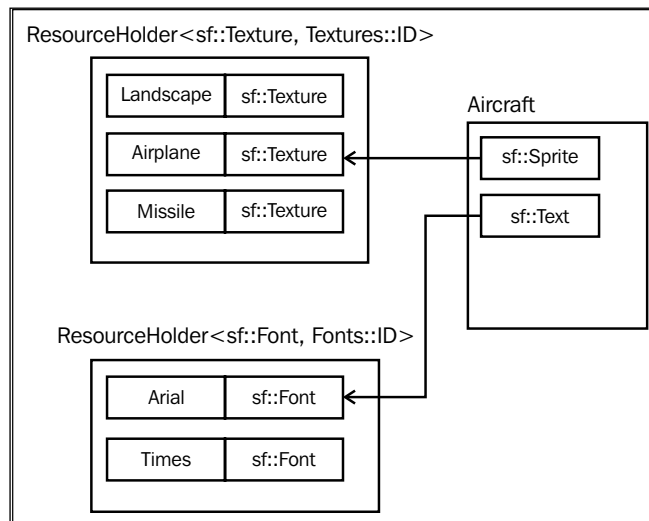 ResourceHolder<sf::Texture, Textures::ID>
Landscape sf::Texture
Airplane sf::Texture
Missile sf::Texture
Aircraft
sf::Sprite
sf::Text
ResourceHolder<sf::Font, Fonts::ID>
Arial sf::Font
Times sf::Font